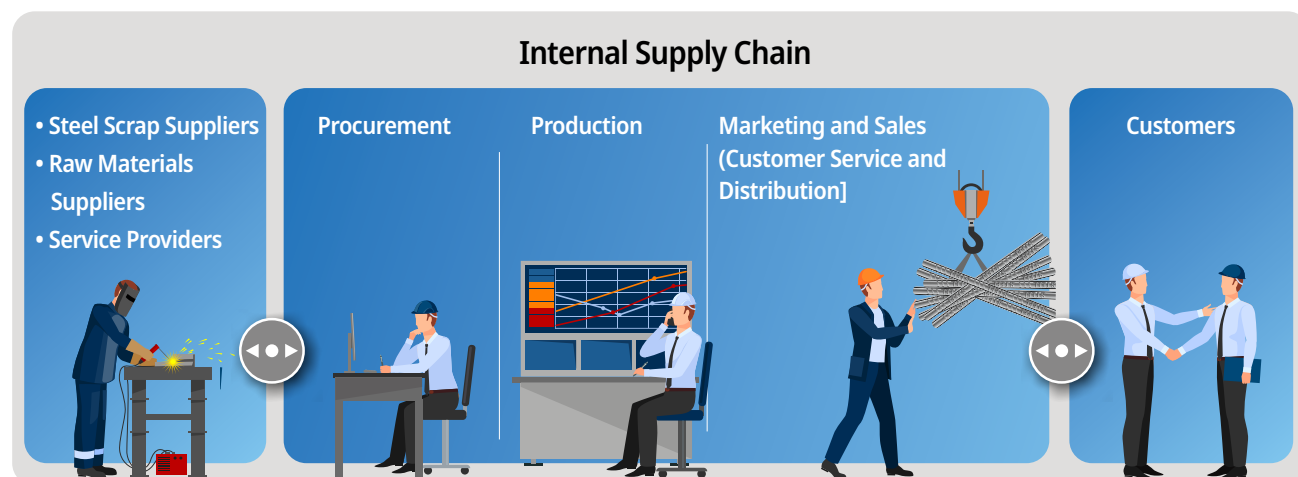 Internal Supply Chain
• Steel Scrap Suppliers
• Raw Materials
Suppliers
• Service Providers
Procurement
Production
Marketing and Sales
(Customer Service and
Distribution]
Customers